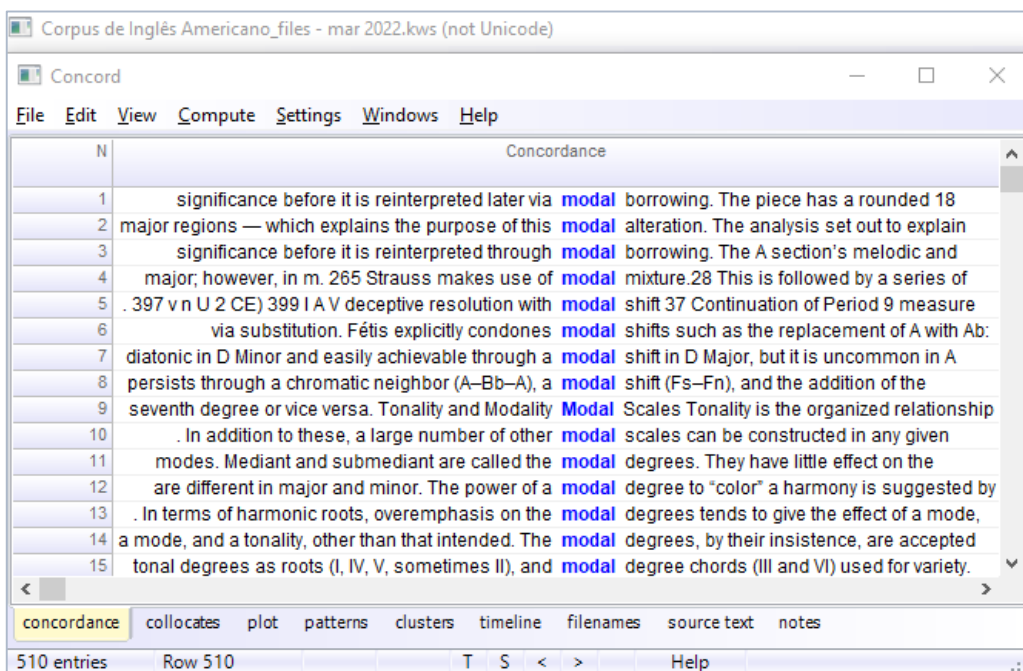 Corpus de Inglês Americano_files - mar 2022.kws (not Unicode)
Concord
File Edit View Compute Settings Windows Help
N Concordance
1 significance before it is reinterpreted later via modal borrowing. The piece has a rounded 18
2 major regions — which explains the purpose of this modal alteration. The analysis set out to explain
3 significance before it is reinterpreted through modal borrowing. The A section's melodic and
4 major; however, in m. 265 Strauss makes use of modal mixture.28 This is followed by a series of
5 . 397 v n U 2 CE) 399 I A V deceptive resolution with modal shift 37 Continuation of Period 9 measure
6 via substitution. Fétis explicitly condones modal shifts such as the replacement of A with Ab:
7 diatonic in D Minor and easily achievable through a modal shift in D Major, but it is uncommon in A
8 persists through a chromatic neighbor (A–Bb–A), a modal shift (Fs–Fn), and the addition of the
9 seventh degree or vice versa. Tonality and Modality Modal Scales Tonality is the organized relationship
10 . In addition to these, a large number of other modal scales can be constructed in any given
11 modes. Mediant and submediant are called the modal degrees. They have little effect on the
12 are different in major and minor. The power of a modal degree to “color” a harmony is suggested by
13 . In terms of harmonic roots, overemphasis on the modal degrees tends to give the effect of a mode,
14 a mode, and a tonality, other than that intended. The modal degrees, by their insistence, are accepted
15 tonal degrees as roots (I, IV, V, sometimes II), and modal degree chords (III and VI) used for variety.
concordance collocates plot patterns clusters timeline filenames source text notes
510 entries Row 510 T S < > Help